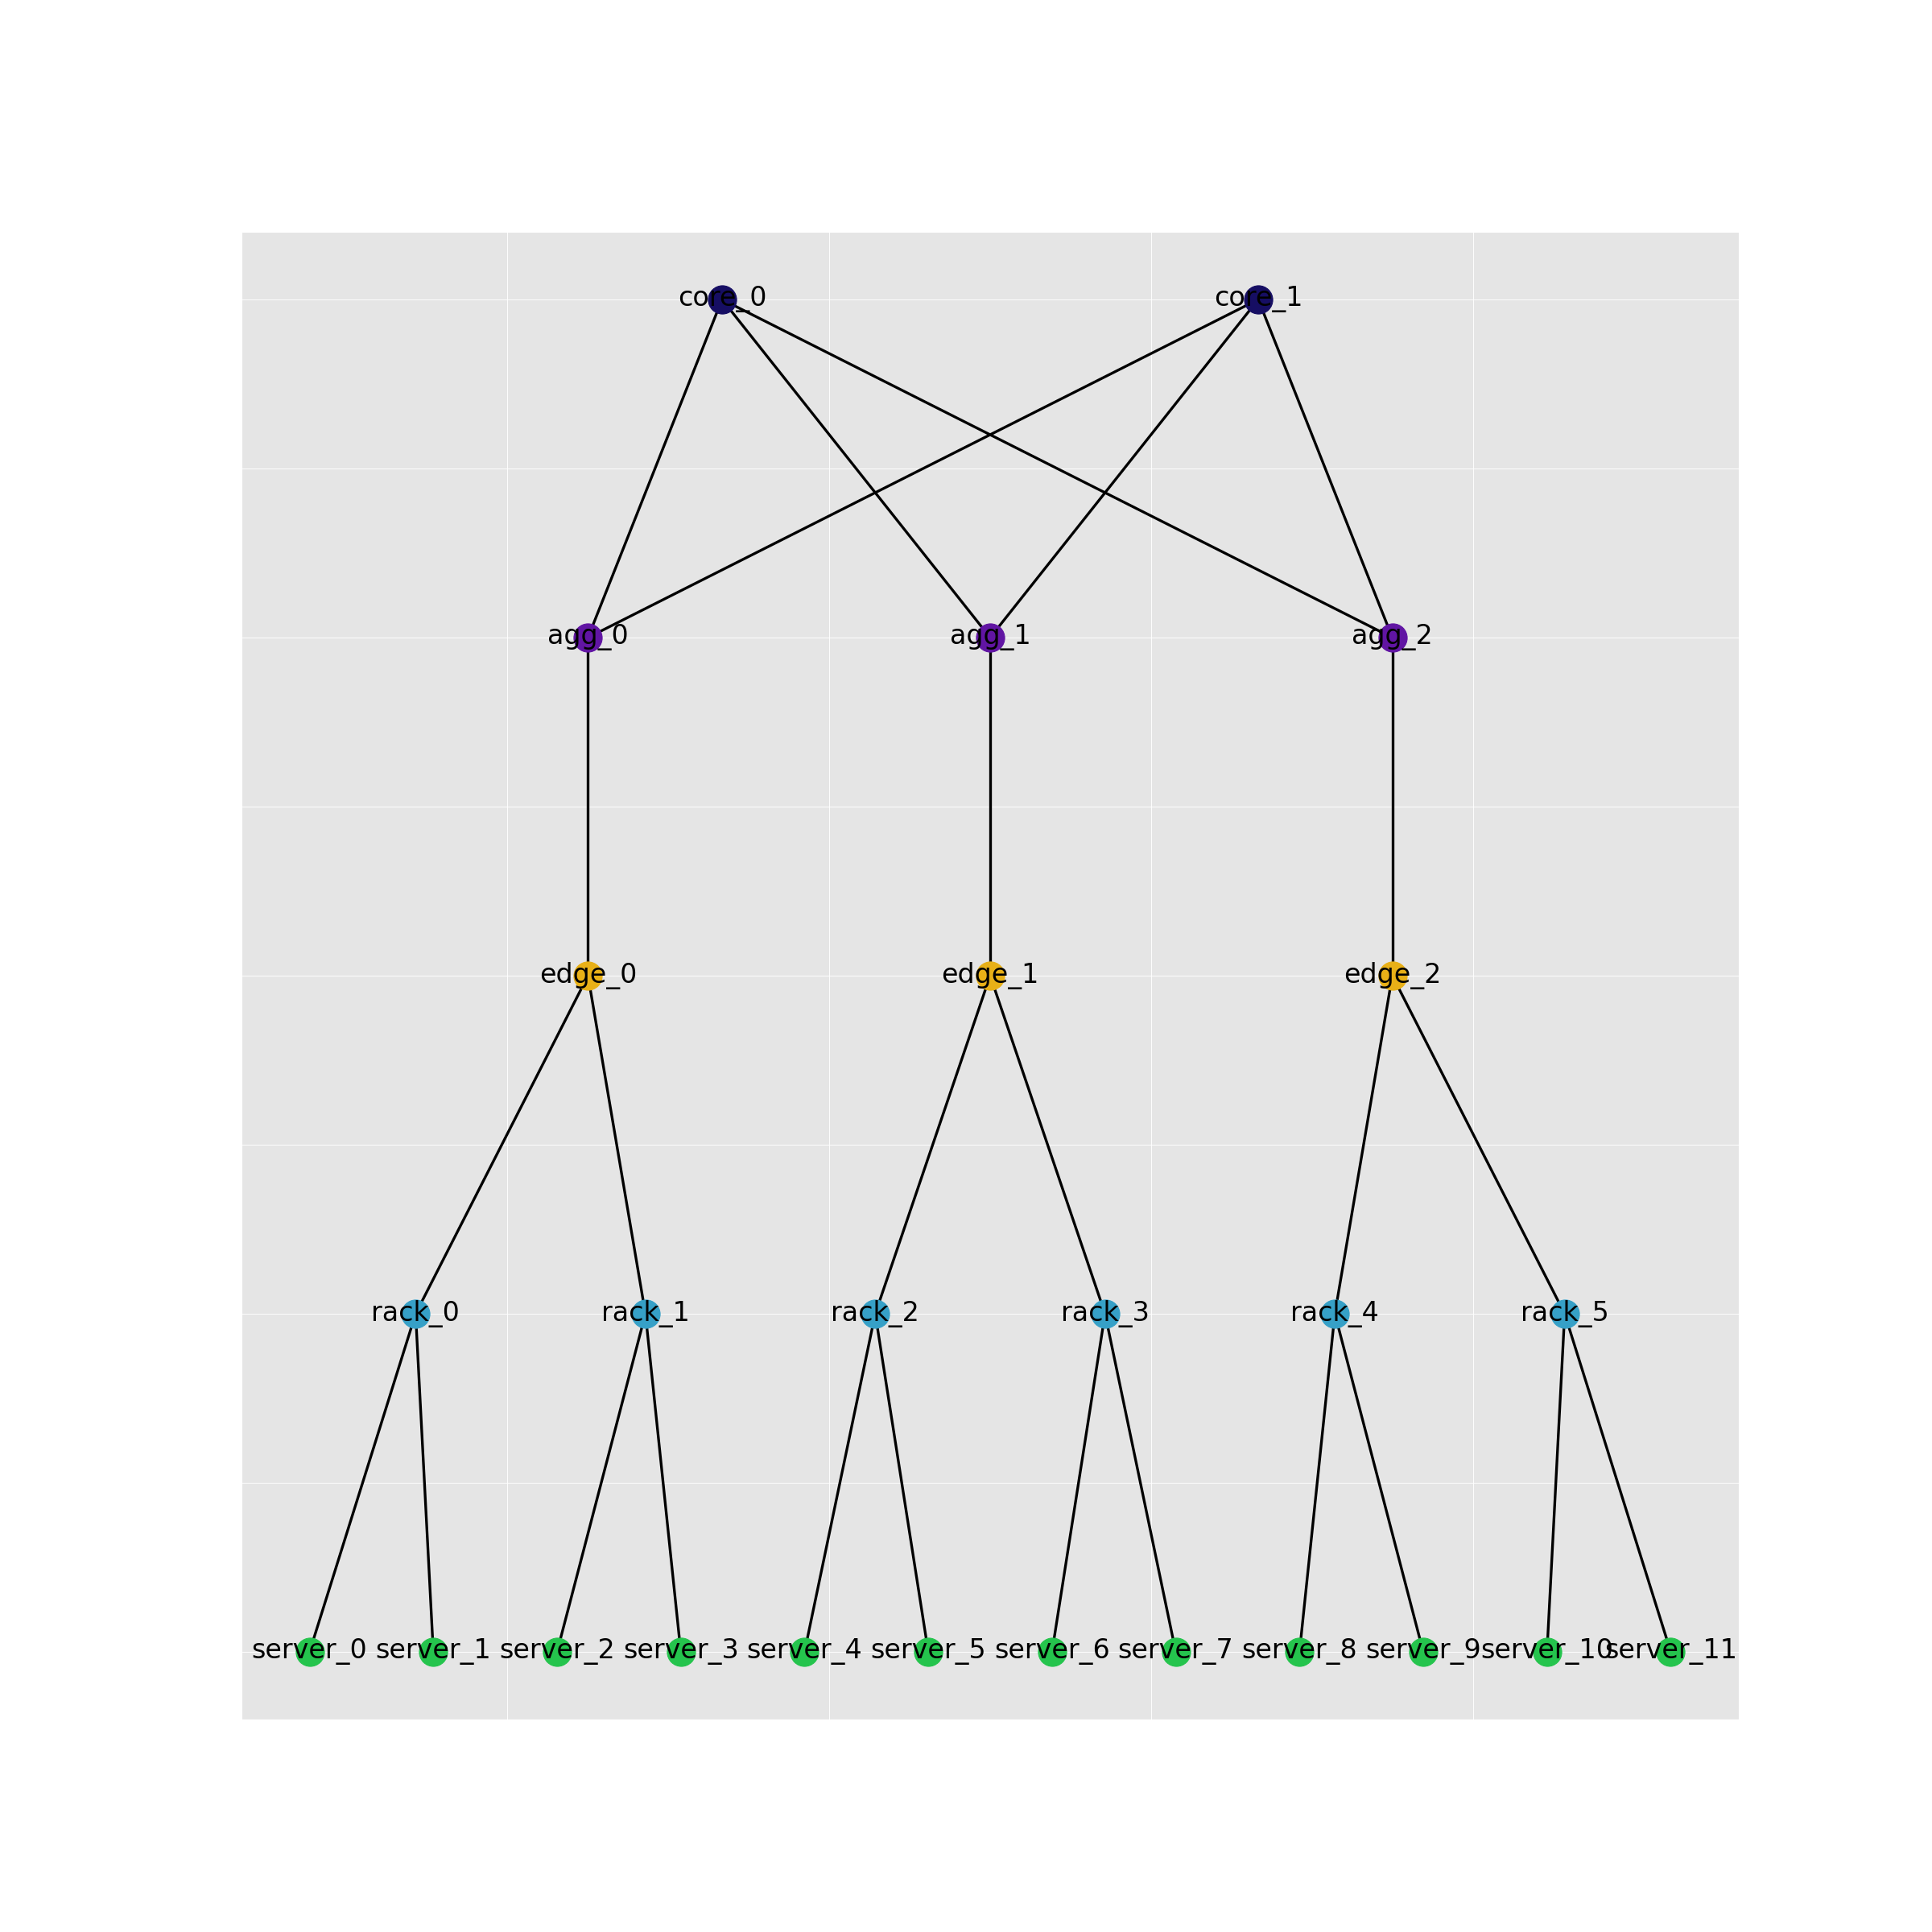 core_0 core_1
agg_0 agg_1 agg_2
edge_0 edge_1 edge_2
rack_0 rack_1 rack_2 rack_3 rack_4 rack_5
server_0 server_1 server_2 server_3 server_4 server_5 server_6 server_7 server_8 server_9 server_10 server_11